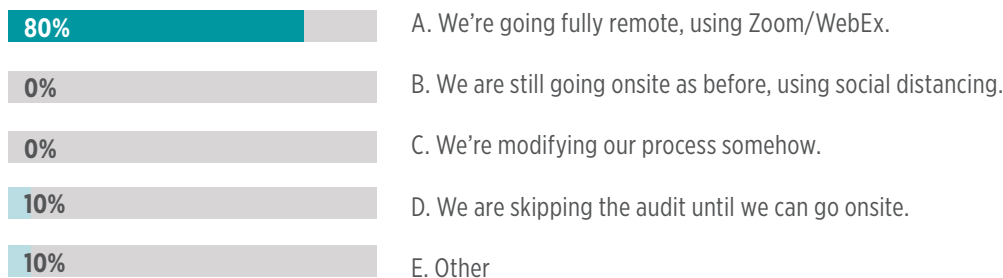 80% A. We’re going fully remote, using Zoom/WebEx.
0% B. We are still going onsite as before, using social distancing.
0% C. We’re modifying our process somehow.
10% D. We are skipping the audit until we can go onsite.
10% E. Other